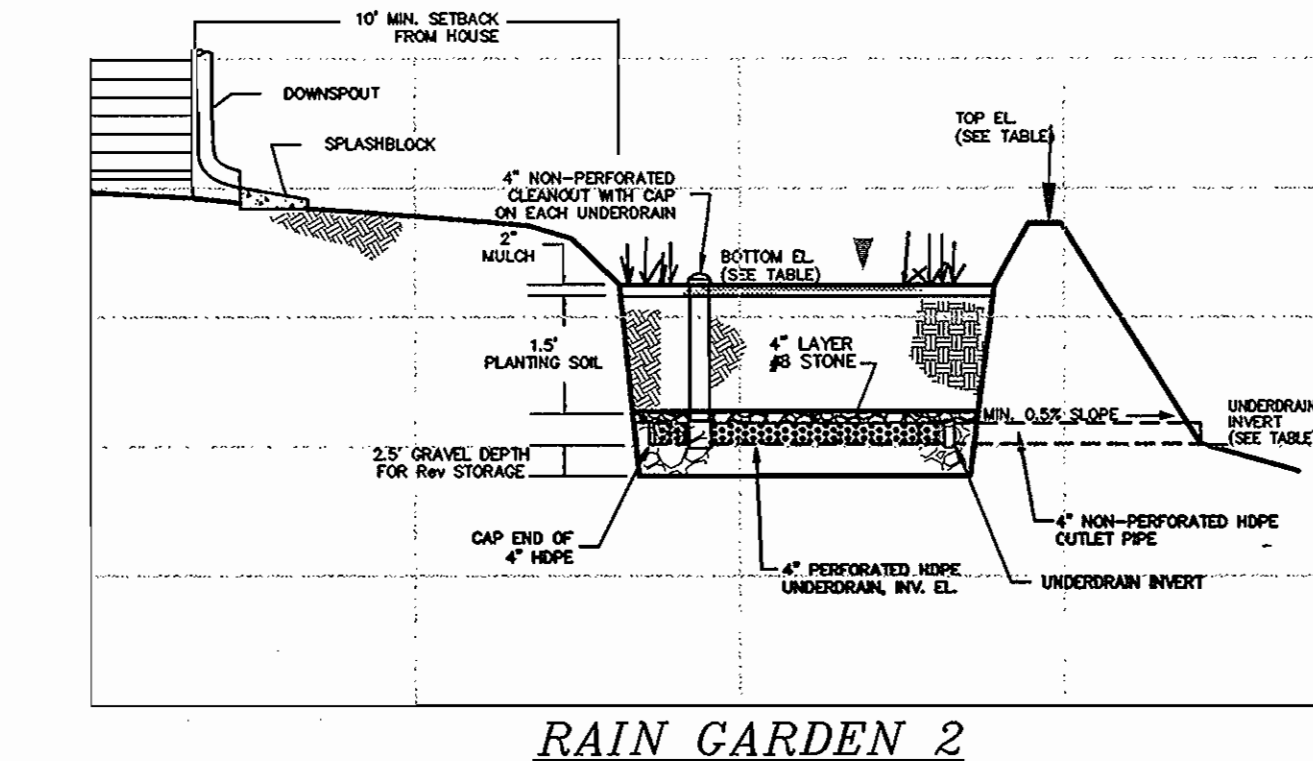 10' MIN. SETBACK
FROM HOUSE
DOWNSPOUT
SPLASHBLOCK
TOP EL.
(SEE TABLE)
4" NON-PERFORATED
CLEANOUT WITH CAP
ON EACH UNDERDRAIN
2"
MULCH
BOTTOM EL.
(SEE TABLE)
1.5'
PLANTING SOIL
4" LAYER
#8 STONE
MIN. 0.5% SLOPE
UNDERDRAIN
INVERT
(SEE TABLE)
2.5' GRAVEL DEPTH
FOR Rev STORAGE
CAP END OF
4" HDPE
4" PERFORATED HDPE
UNDERDRAIN, INV. EL.
4" NON-PERFORATED HDPE
OUTLET PIPE
UNDERDRAIN INVERT
RAIN GARDEN 2